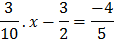 3/10 . x − 3/2 = −4/5